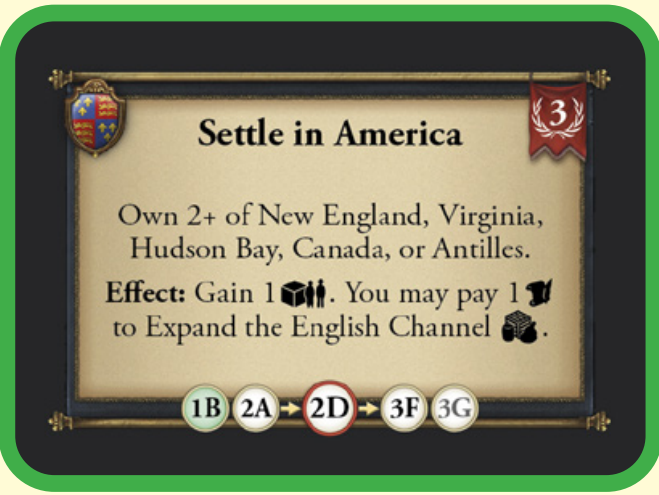 3
Settle in America
Own 2+ of New England, Virginia,
Hudson Bay, Canada, or Antilles.
Effect: Gain 1 . You may pay 1
to Expand the English Channel .
1B 2A 2D 3F 3G